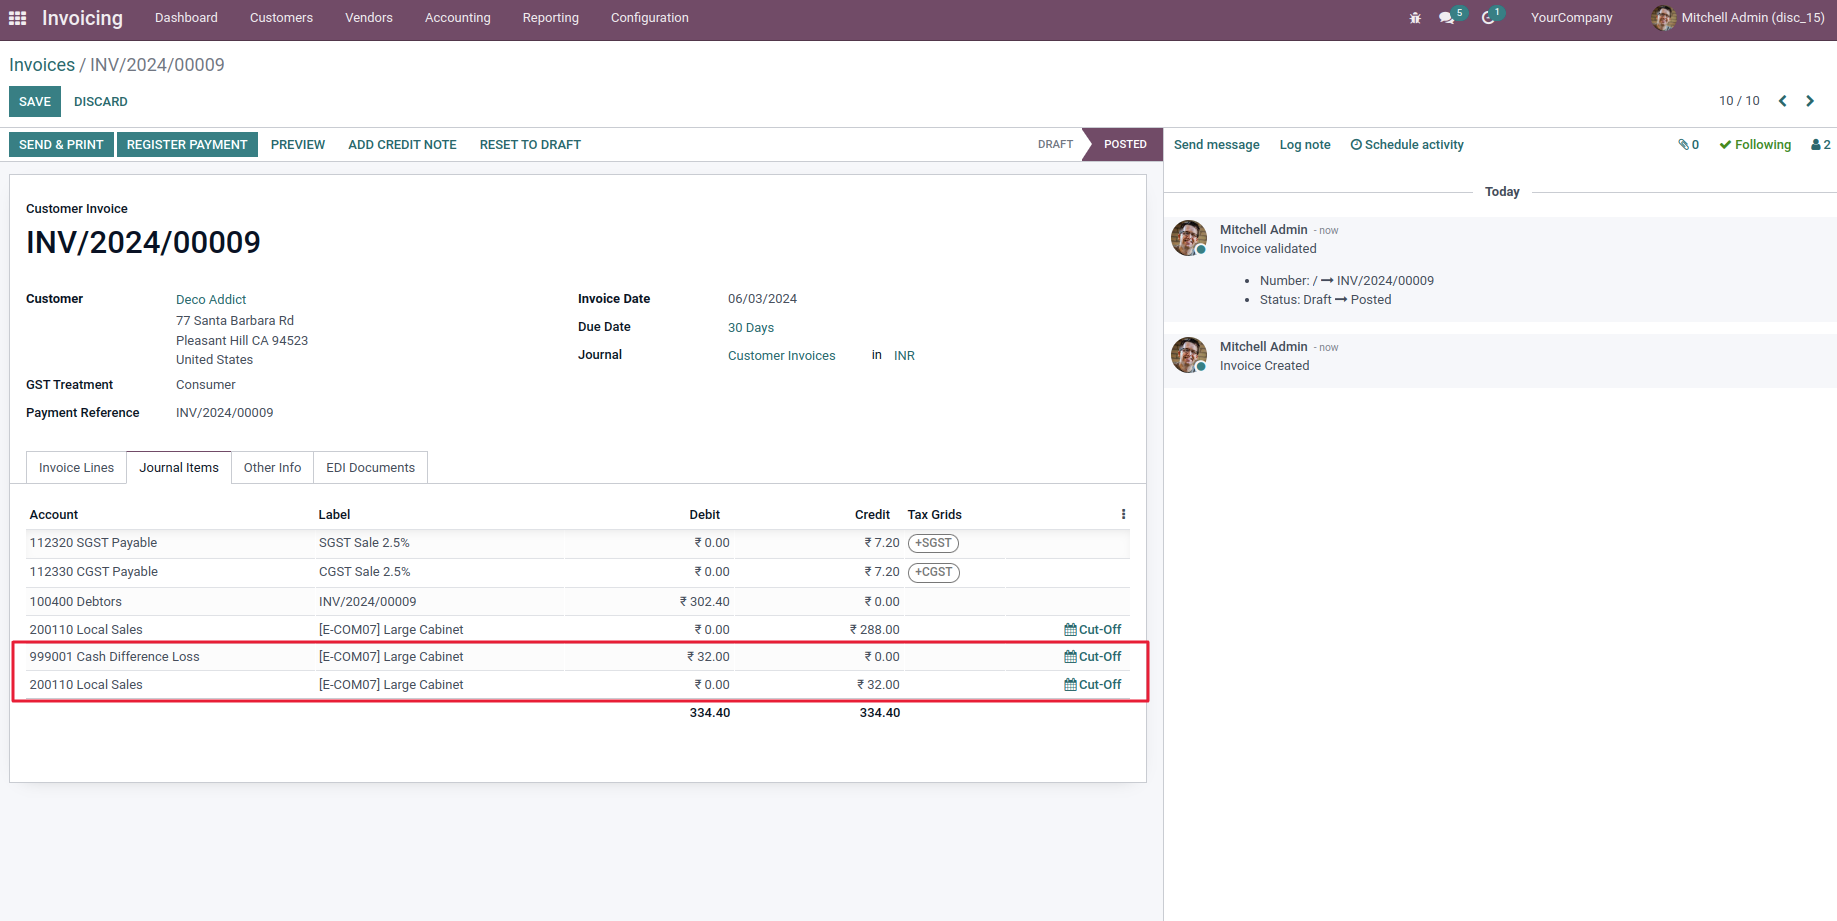 Invoicing Dashboard Customers Vendors Accounting Reporting Configuration 5 1 YourCompany Mitchell Admin (disc_15)
Invoices / INV/2024/00009
SAVE DISCARD 10 / 10
SEND & PRINT REGISTER PAYMENT PREVIEW ADD CREDIT NOTE RESET TO DRAFT DRAFT POSTED
Customer Invoice
INV/2024/00009
Customer Deco Addict
77 Santa Barbara Rd
Pleasant Hill CA 94523
United States
GST Treatment Consumer
Payment Reference INV/2024/00009
Invoice Date 06/03/2024
Due Date 30 Days
Journal Customer Invoices in INR
Invoice Lines Journal Items Other Info EDI Documents
Account Label Debit Credit Tax Grids
112320 SGST Payable SGST Sale 2.5% ₹ 0.00 ₹ 7.20 +SGST
112330 CGST Payable CGST Sale 2.5% ₹ 0.00 ₹ 7.20 +CGST
100400 Debtors INV/2024/00009 ₹ 302.40 ₹ 0.00
200110 Local Sales [E-COM07] Large Cabinet ₹ 0.00 ₹ 288.00 Cut-Off
999001 Cash Difference Loss [E-COM07] Large Cabinet ₹ 32.00 ₹ 0.00 Cut-Off
200110 Local Sales [E-COM07] Large Cabinet ₹ 0.00 ₹ 32.00 Cut-Off
334.40 334.40
Send message Log note Schedule activity 0 Following 2
Today
Mitchell Admin - now
Invoice validated
• Number: / → INV/2024/00009
• Status: Draft → Posted
Mitchell Admin - now
Invoice Created